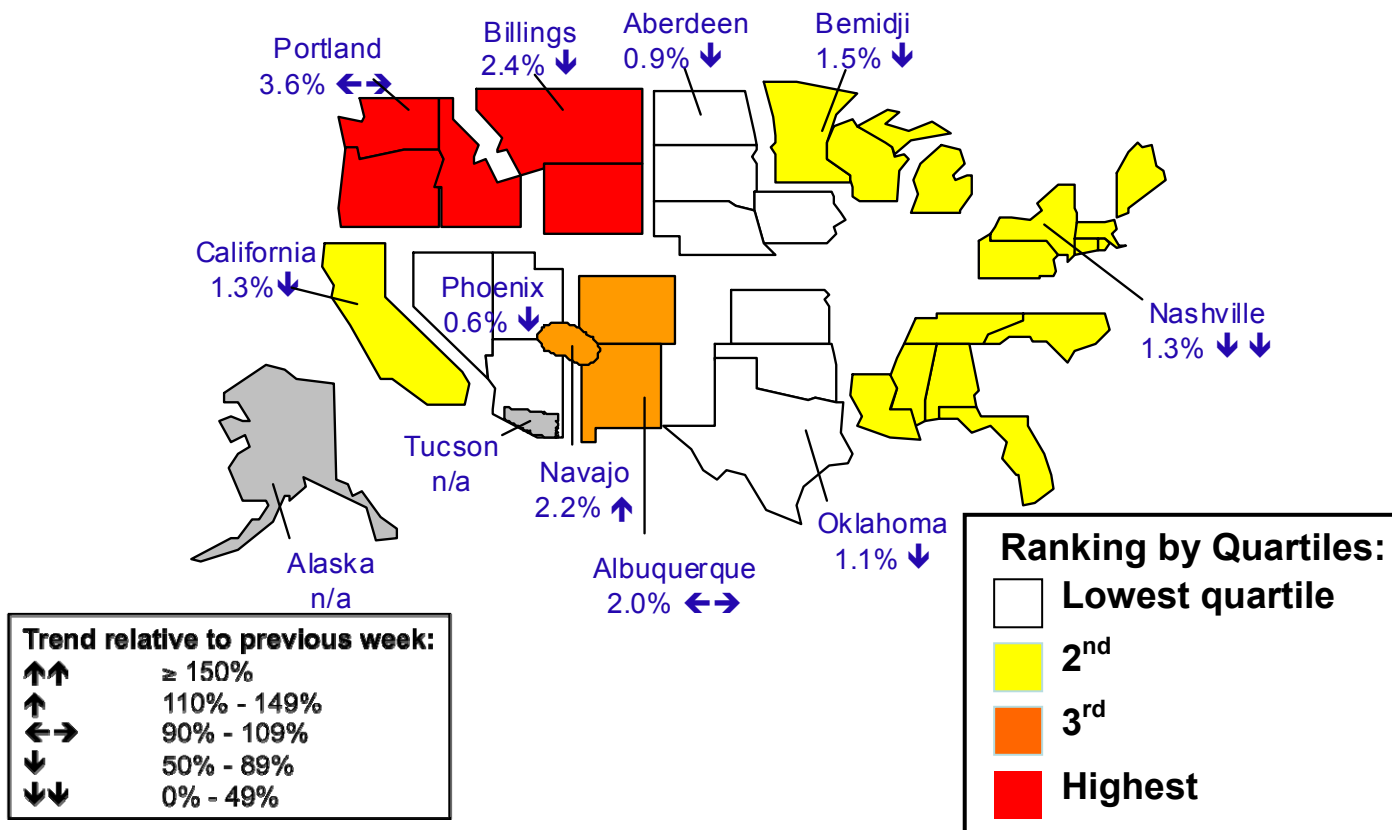 Portland
3.6% ↔
Billings
2.4% ↓
Aberdeen
0.9% ↓
Bemidji
1.5% ↓
California
1.3% ↓
Phoenix
0.6% ↓
Nashville
1.3% ↓ ↓
Tucson
n/a
Navajo
2.2% ↑
Oklahoma
1.1% ↓
Alaska
n/a
Albuquerque
2.0% ↔
Trend relative to previous week:
↑↑ ≥ 150%
↑ 110% - 149%
↔ 90% - 109%
↓ 50% - 89%
↓↓ 0% - 49%
Ranking by Quartiles:
Lowest quartile
2nd
3rd
Highest